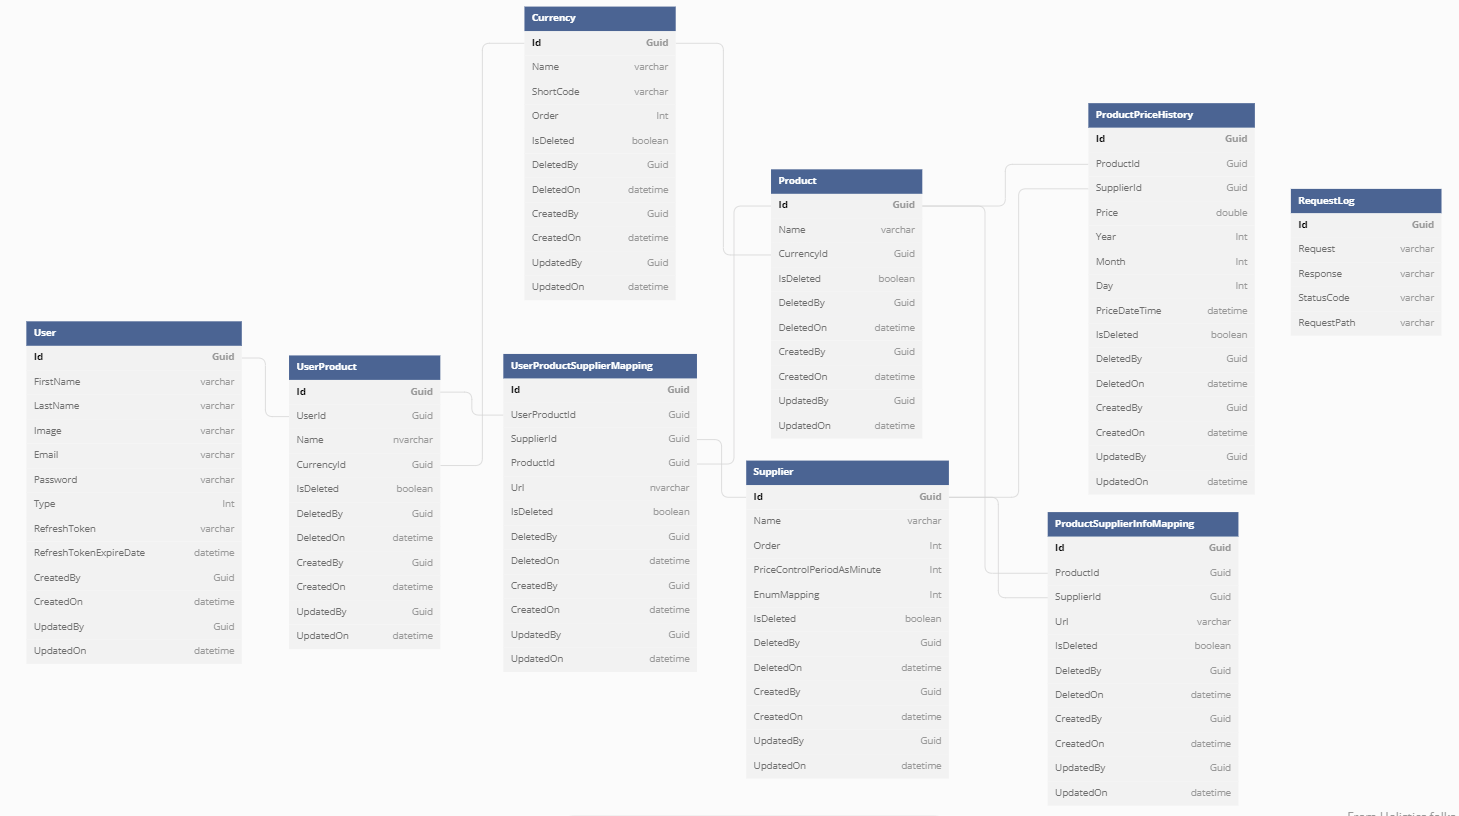 Currency
Id Guid
Name varchar
ShortCode varchar
Order Int
IsDeleted boolean
DeletedBy Guid
DeletedOn datetime
CreatedBy Guid
CreatedOn datetime
UpdatedBy Guid
UpdatedOn datetime
ProductPriceHistory
Id Guid
ProductId Guid
SupplierId Guid
Price double
Year Int
Month Int
Day Int
PriceDateTime datetime
IsDeleted boolean
DeletedBy Guid
DeletedOn datetime
CreatedBy Guid
CreatedOn datetime
UpdatedBy Guid
UpdatedOn datetime
Product
Id Guid
Name varchar
CurrencyId Guid
IsDeleted boolean
DeletedBy Guid
DeletedOn datetime
CreatedBy Guid
CreatedOn datetime
UpdatedBy Guid
UpdatedOn datetime
RequestLog
Id Guid
Request varchar
Response varchar
StatusCode varchar
RequestPath varchar
User
Id Guid
FirstName varchar
LastName varchar
Image varchar
Email varchar
Password varchar
Type Int
RefreshToken varchar
RefreshTokenExpireDate datetime
CreatedBy Guid
CreatedOn datetime
UpdatedBy Guid
UpdatedOn datetime
UserProduct
Id Guid
UserId Guid
Name nvarchar
CurrencyId Guid
IsDeleted boolean
DeletedBy Guid
DeletedOn datetime
CreatedBy Guid
CreatedOn datetime
UpdatedBy Guid
UpdatedOn datetime
UserProductSupplierMapping
Id Guid
UserProductId Guid
SupplierId Guid
ProductId Guid
Url nvarchar
IsDeleted boolean
DeletedBy Guid
DeletedOn datetime
CreatedBy Guid
CreatedOn datetime
UpdatedBy Guid
UpdatedOn datetime
Supplier
Id Guid
Name varchar
Order Int
PriceControlPeriodAsMinute Int
EnumMapping Int
IsDeleted boolean
DeletedBy Guid
DeletedOn datetime
CreatedBy Guid
CreatedOn datetime
UpdatedBy Guid
UpdatedOn datetime
ProductSupplierInfoMapping
Id Guid
ProductId Guid
SupplierId Guid
Url varchar
IsDeleted boolean
DeletedBy Guid
DeletedOn datetime
CreatedBy Guid
CreatedOn datetime
UpdatedBy Guid
UpdatedOn datetime